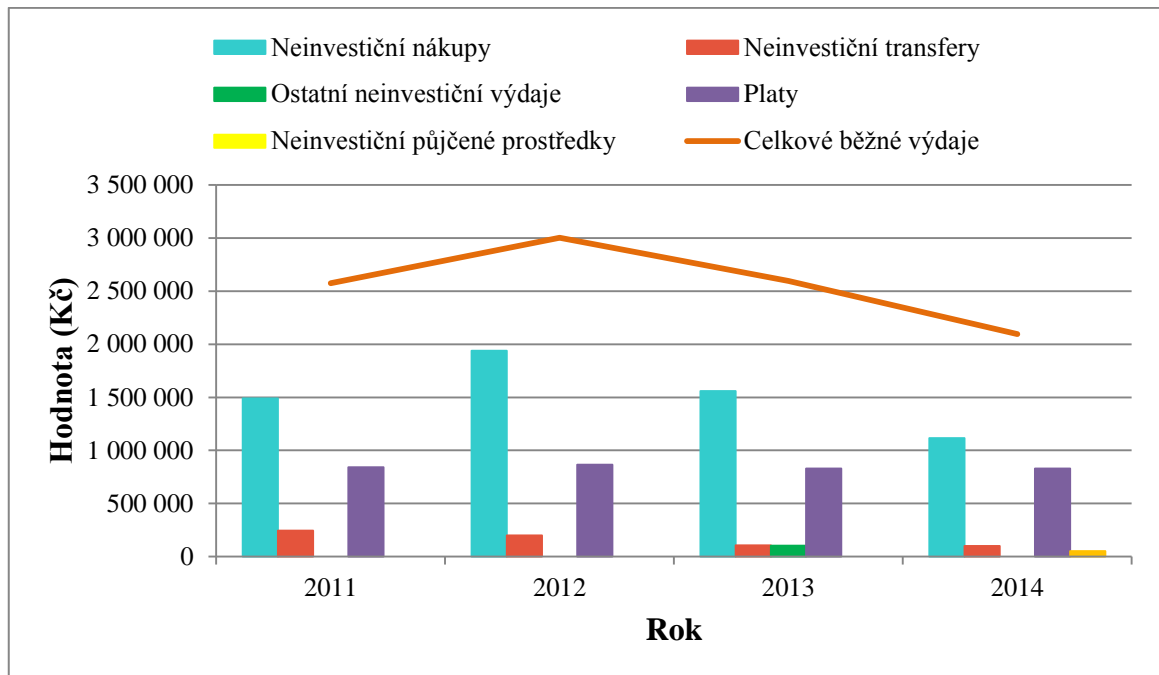 Neinvestiční nákupy
Neinvestiční transfery
Ostatní neinvestiční výdaje
Platy
Neinvestiční půjčené prostředky
Celkové běžné výdaje
Hodnota (Kč)
3 500 000
3 000 000
2 500 000
2 000 000
1 500 000
1 000 000
500 000
0
2011
2012
2013
2014
Rok